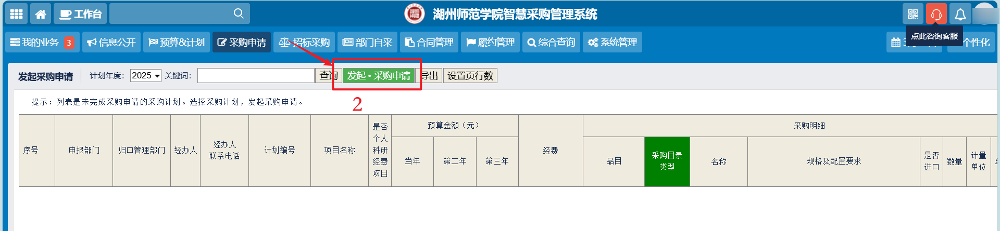 工作台
湖州师范学院智慧采购管理系统
我的业务 3 信息公开 预算&计划 采购申请 招标采购 部门自采 合同管理 履约管理 综合查询 系统管理 个性化
点此咨询客服
发起采购申请 计划年度： 2025 关键词： 查询 发起•采购申请 导出 设置页行数
2
提示：列表是未完成采购申请的采购计划。选择采购计划，发起采购申请。
序号
申报部门
归口管理部门
经办人
经办人
联系电话
计划编号
项目名称
是否
个人
科研
经费
项目
预算金额（元）
当年
第二年
第三年
经费
采购明细
品目
采购目录
类型
名称
规格及配置要求
是否
进口
数量
计量
单位